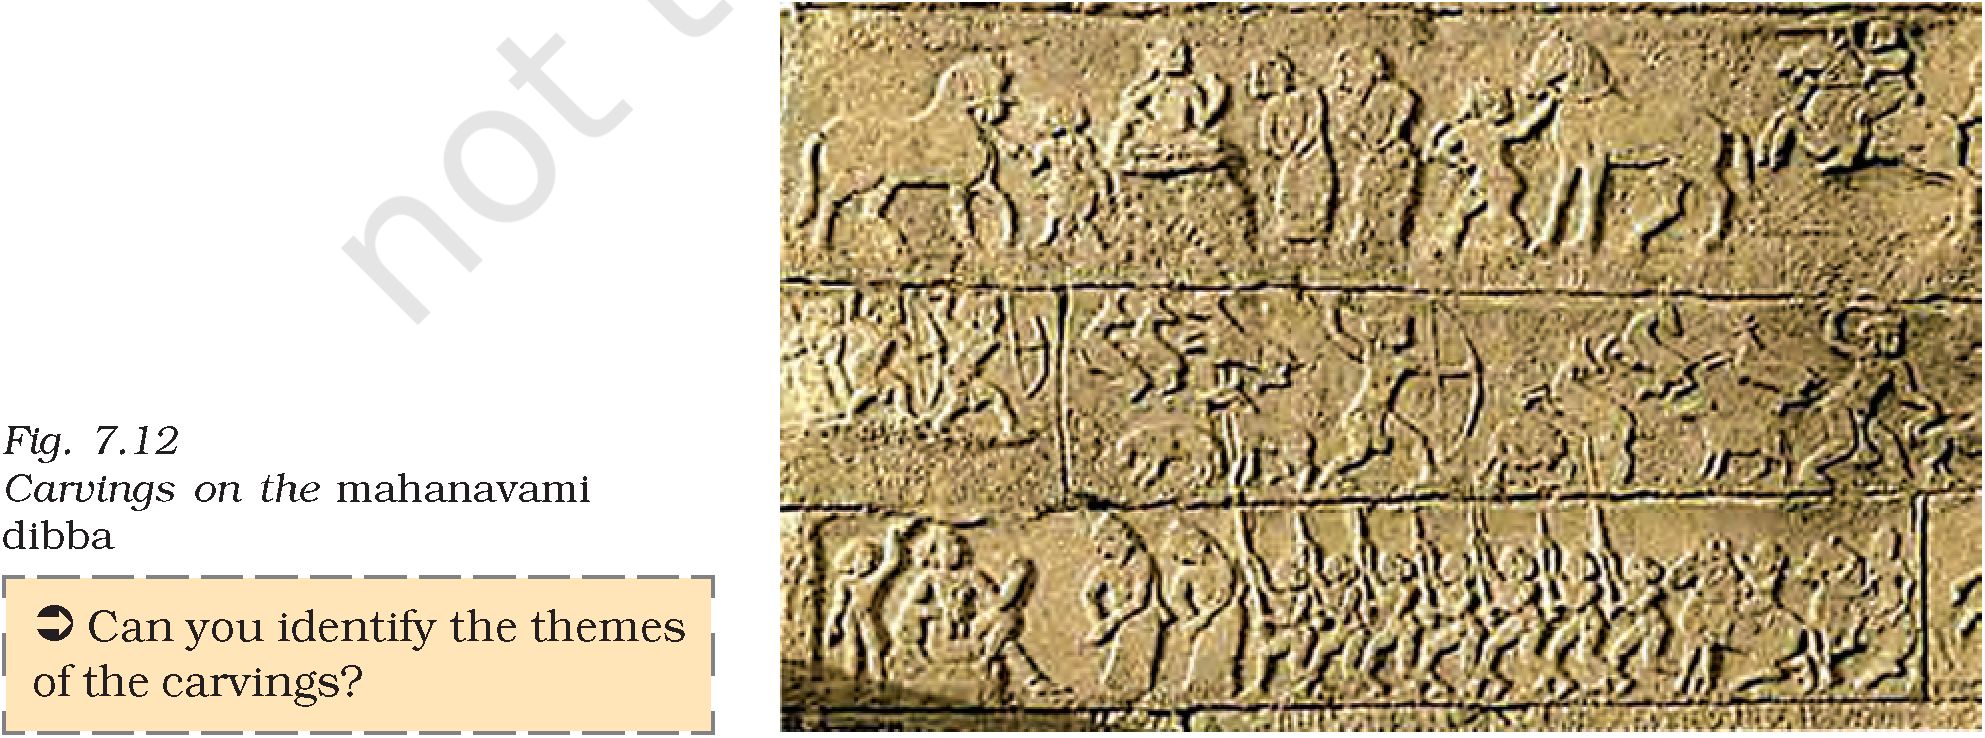 not
Fig. 7.12
Carvings on the mahanavami
dibba
➲ Can you identify the themes
of the carvings?